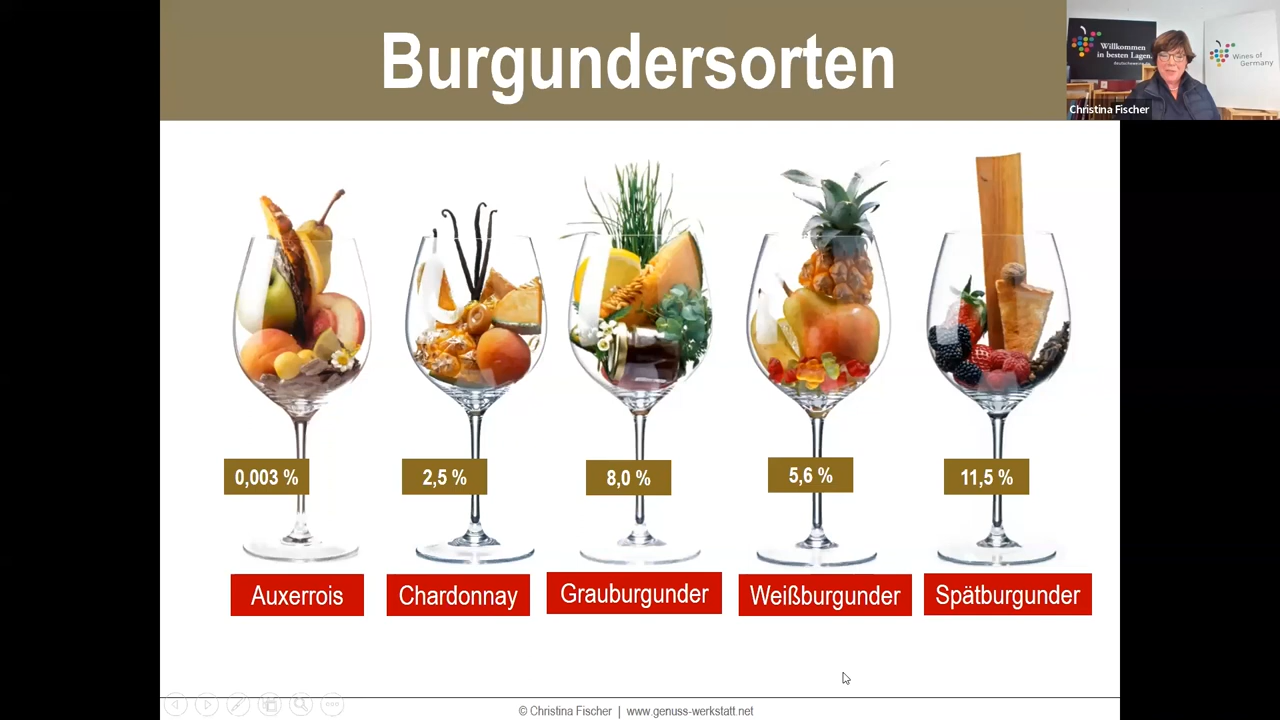 Burgundersorten
Willkommen
in besten Lagen.
Wines of
Germany
Christina Fischer
0,003 %
2,5 %
8,0 %
5,6 %
11,5 %
Auxerrois
Chardonnay
Grauburgunder
Weißburgunder
Spätburgunder
© Christina Fischer | www.genuss-werkstatt.net